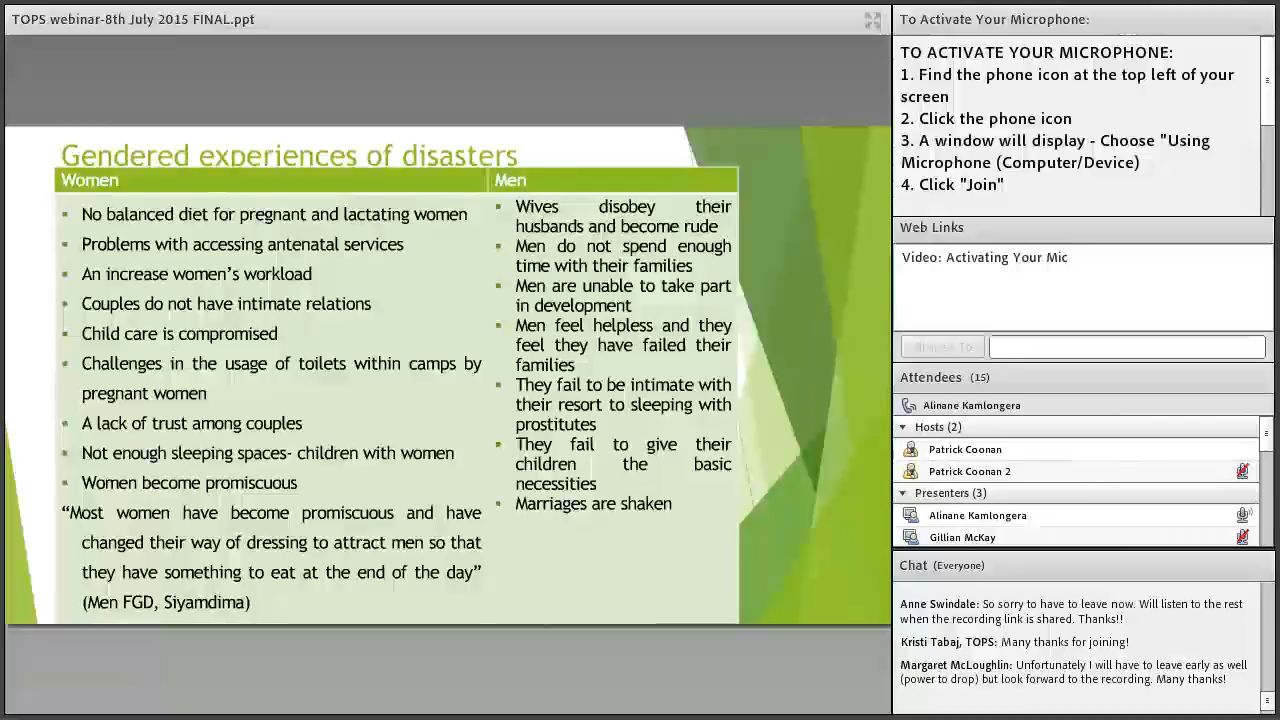 TOPS webinar-8th July 2015 FINAL.ppt
Gendered experiences of disasters
Women
No balanced diet for pregnant and lactating women
Problems with accessing antenatal services
An increase women's workload
Couples do not have intimate relations
Child care is compromised
Challenges in the usage of toilets within camps by
pregnant women
A lack of trust among couples
Not enough sleeping spaces- children with women
Women become promiscuous
“Most women have become promiscuous and have
changed their way of dressing to attract men so that
they have something to eat at the end of the day”
(Men FGD, Siyamdima)
Men
Wives disobey their
husbands and become rude
Men do not spend enough
time with their families
Men are unable to take part
in development
Men feel helpless and they
feel they have failed their
families
They fail to be intimate with
their resort to sleeping with
prostitutes
They fail to give their
children the basic
necessities
Marriages are shaken
To Activate Your Microphone:
TO ACTIVATE YOUR MICROPHONE:
1. Find the phone icon at the top left of your
screen
2. Click the phone icon
3. A window will display - Choose "Using
Microphone (Computer/Device)
4. Click "Join"
Web Links
Video: Activating Your Mic
Browse To
Attendees (15)
Alinane Kamlongera
Hosts (2)
Patrick Coonan
Patrick Coonan 2
Presenters (3)
Alinane Kamlongera
Gillian McKay
Chat (Everyone)
Anne Swindale: So sorry to have to leave now. Will listen to the rest
when the recording link is shared. Thanks!!
Kristi Tabaj, TOPS: Many thanks for joining!
Margaret McLoughlin: Unfortunately I will have to leave early as well
(power to drop) but look forward to the recording. Many thanks!